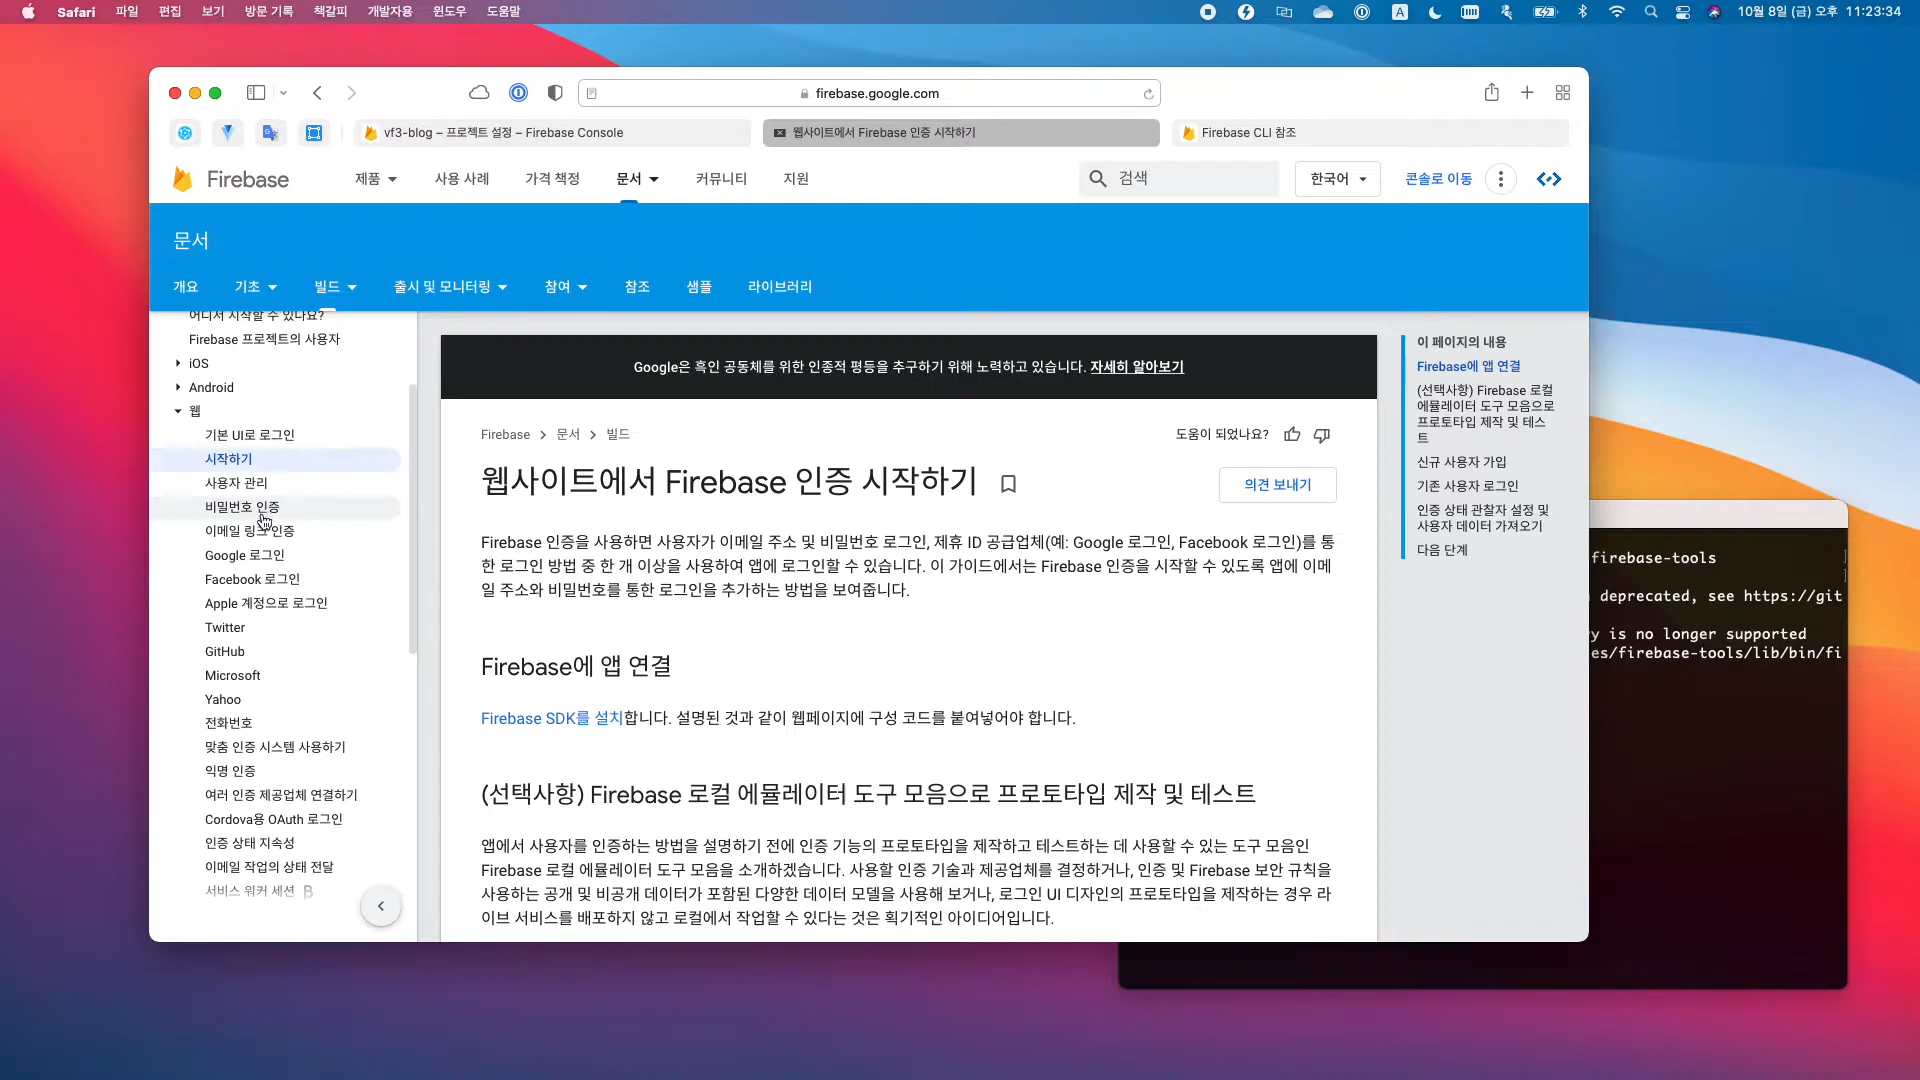 Safari 파일 편집 보기 방문 기록 책갈피 개발자용 윈도우 도움말
A
10월 8일 (금) 오후 11:23:34
firebase.google.com
vf3-blog – 프로젝트 설정 – Firebase Console
웹사이트에서 Firebase 인증 시작하기
Firebase CLI 참조
Firebase
제품 사용 사례 가격 책정 문서 커뮤니티 지원
검색
한국어
콘솔로 이동
문서
개요 기초 빌드 출시 및 모니터링 참여 참조 샘플 라이브러리
어디서 시작할 수 있나요?
Firebase 프로젝트의 사용자
iOS
Android
웹
기본 UI로 로그인
시작하기
사용자 관리
비밀번호 인증
이메일 링크 인증
Google 로그인
Facebook 로그인
Apple 계정으로 로그인
Twitter
GitHub
Microsoft
Yahoo
전화번호
맞춤 인증 시스템 사용하기
익명 인증
여러 인증 제공업체 연결하기
Cordova용 OAuth 로그인
인증 상태 지속성
이메일 작업의 상태 전달
서비스 워커 세션
Google은 흑인 공동체를 위한 인종적 평등을 추구하기 위해 노력하고 있습니다. 자세히 알아보기
Firebase > 문서 > 빌드
도움이 되었나요?
웹사이트에서 Firebase 인증 시작하기
의견 보내기
Firebase 인증을 사용하면 사용자가 이메일 주소 및 비밀번호 로그인, 제휴 ID 공급업체(예: Google 로그인, Facebook 로그인)를 통
한 로그인 방법 중 한 개 이상을 사용하여 앱에 로그인할 수 있습니다. 이 가이드에서는 Firebase 인증을 시작할 수 있도록 앱에 이메
일 주소와 비밀번호를 통한 로그인을 추가하는 방법을 보여줍니다.
Firebase에 앱 연결
Firebase SDK를 설치합니다. 설명된 것과 같이 웹페이지에 구성 코드를 붙여넣어야 합니다.
(선택사항) Firebase 로컬 에뮬레이터 도구 모음으로 프로토타입 제작 및 테스트
앱에서 사용자를 인증하는 방법을 설명하기 전에 인증 기능의 프로토타입을 제작하고 테스트하는 데 사용할 수 있는 도구 모음인
Firebase 로컬 에뮬레이터 도구 모음을 소개하겠습니다. 사용할 인증 기술과 제공업체를 결정하거나, 인증 및 Firebase 보안 규칙을
사용하는 공개 및 비공개 데이터가 포함된 다양한 데이터 모델을 사용해 보거나, 로그인 UI 디자인의 프로토타입을 제작하는 경우 라
이브 서비스를 배포하지 않고 로컬에서 작업할 수 있다는 것은 획기적인 아이디어입니다.
이 페이지의 내용
Firebase에 앱 연결
(선택사항) Firebase 로컬
에뮬레이터 도구 모음으로
프로토타입 제작 및 테스
트
신규 사용자 가입
기존 사용자 로그인
인증 상태 관찰자 설정 및
사용자 데이터 가져오기
다음 단계
firebase-tools ]
]
deprecated, see https://git
y is no longer supported
es/firebase-tools/lib/bin/fi